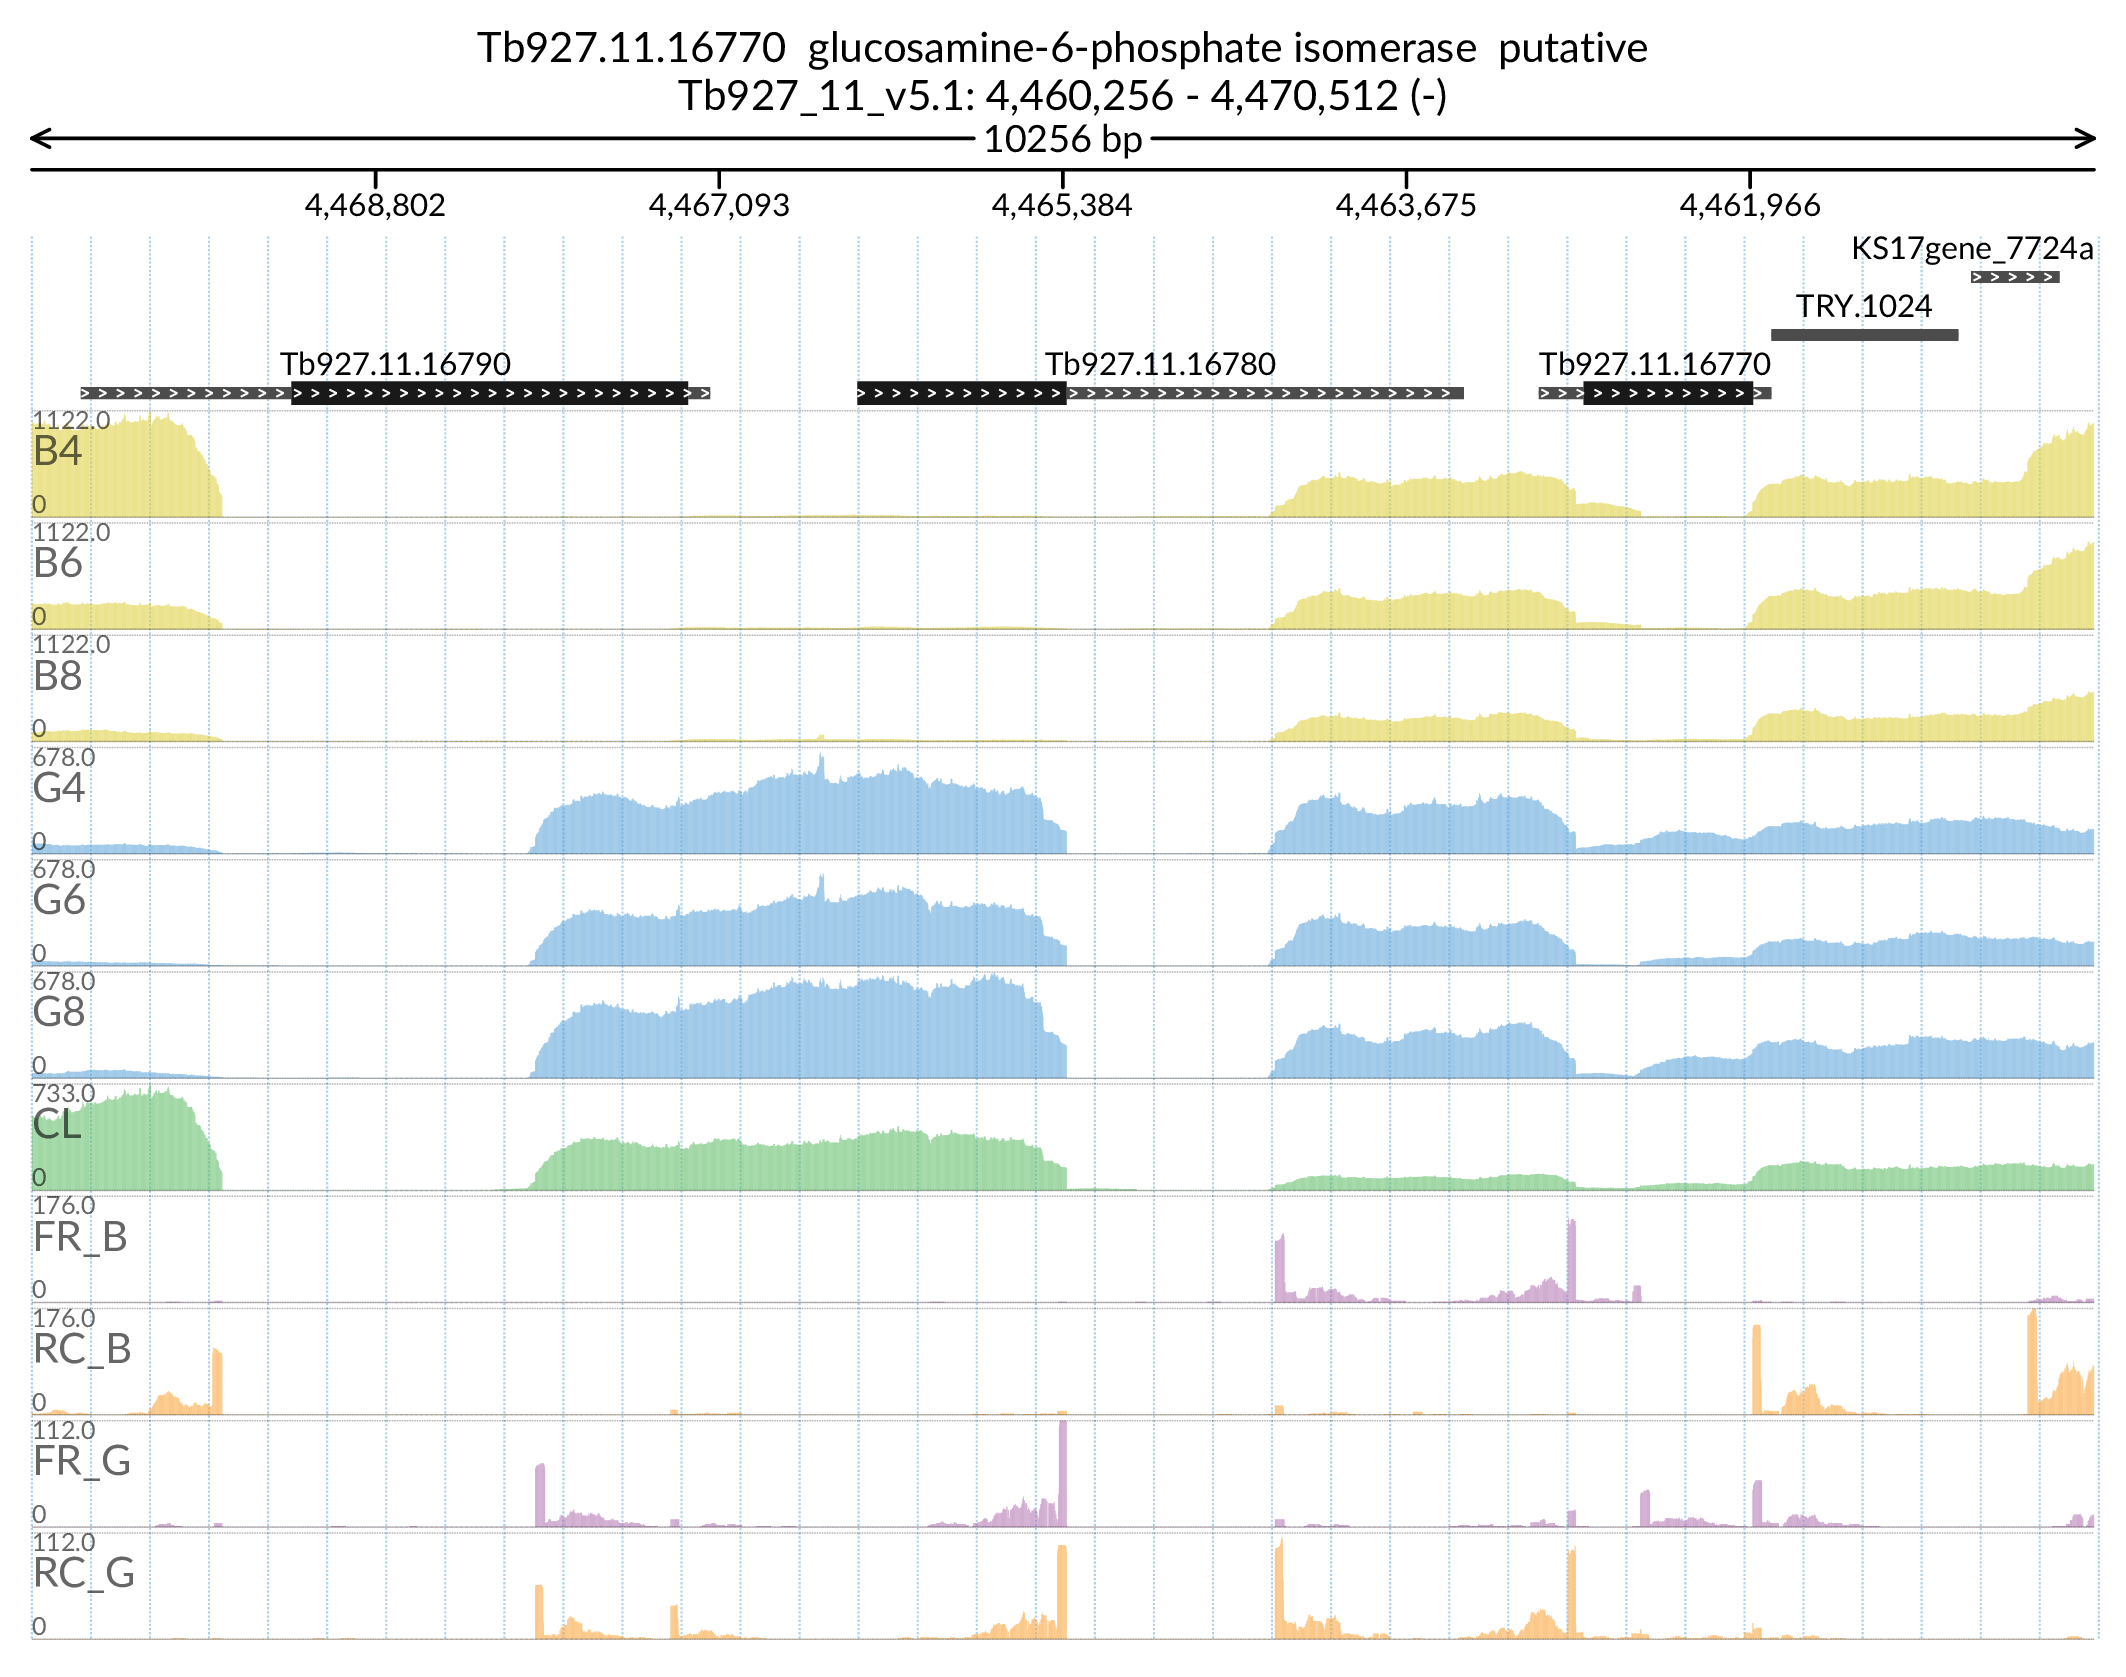 Tb927.11.16770  glucosamine-6-phosphate isomerase  putative
Tb927_11_v5.1: 4,460,256 - 4,470,512 (-)
10256 bp
4,468,802 4,467,093 4,465,384 4,463,675 4,461,966
KS17gene_7724a
TRY.1024
Tb927.11.16790 Tb927.11.16780 Tb927.11.16770
1122.0
B4
0
1122.0
B6
0
1122.0
B8
0
678.0
G4
0
678.0
G6
0
678.0
G8
0
733.0
CL
0
176.0
FR_B
0
176.0
RC_B
0
112.0
FR_G
0
112.0
RC_G
0